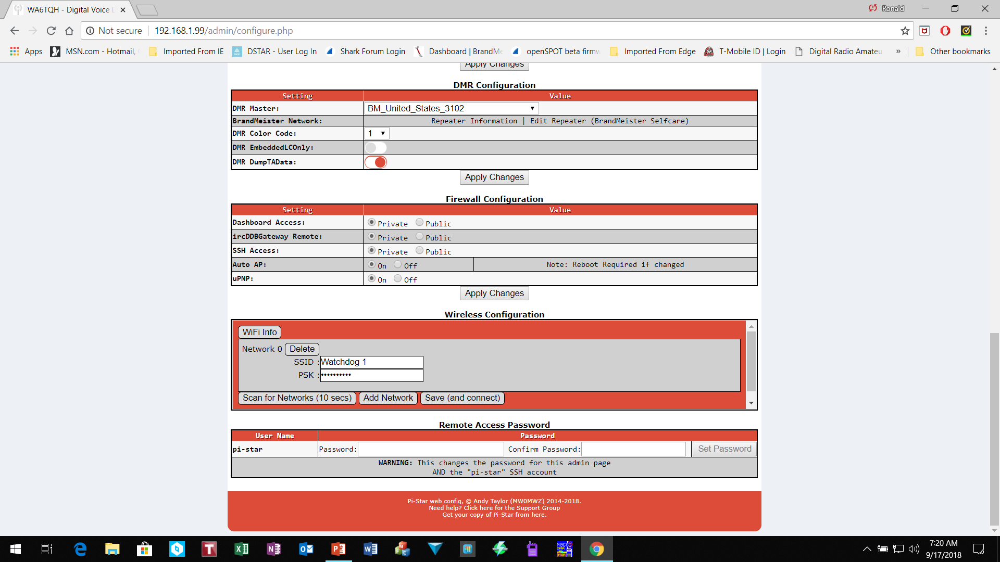 WA6TQH - Digital Voice
Ronald
Not secure
192.168.1.99/admin/configure.php
Apps
MSN.com - Hotmail,
Imported From IE
DSTAR - User Log In
Shark Forum Login
Dashboard | BrandMe
openSPOT beta firmw
Imported From Edge
T-Mobile ID | Login
Digital Radio Amateu
»
Other bookmarks
Apply Changes
DMR Configuration
Setting Value
DMR Master: BM_United_States_3102
BrandMeister Network: Repeater Information | Edit Repeater (BrandMeister Selfcare)
DMR Color Code: 1
DMR EmbeddedLCOnly:
DMR DumpTAData:
Apply Changes
Firewall Configuration
Setting Value
Dashboard Access: Private Public
ircDDBGateway Remote: Private Public
SSH Access: Private Public
Auto AP: On Off Note: Reboot Required if changed
uPNP: On Off
Apply Changes
Wireless Configuration
WiFi Info
Network 0 Delete
SSID : Watchdog 1
PSK : ••••••••••
Scan for Networks (10 secs) Add Network Save (and connect)
Remote Access Password
User Name Password
pi-star Password: Confirm Password: Set Password
WARNING: This changes the password for this admin page
AND the "pi-star" SSH account
Pi-Star web config, © Andy Taylor (MW0MWZ) 2014-2018.
Need help? Click here for the Support Group
Get your copy of Pi-Star from here.
7:20 AM
9/17/2018